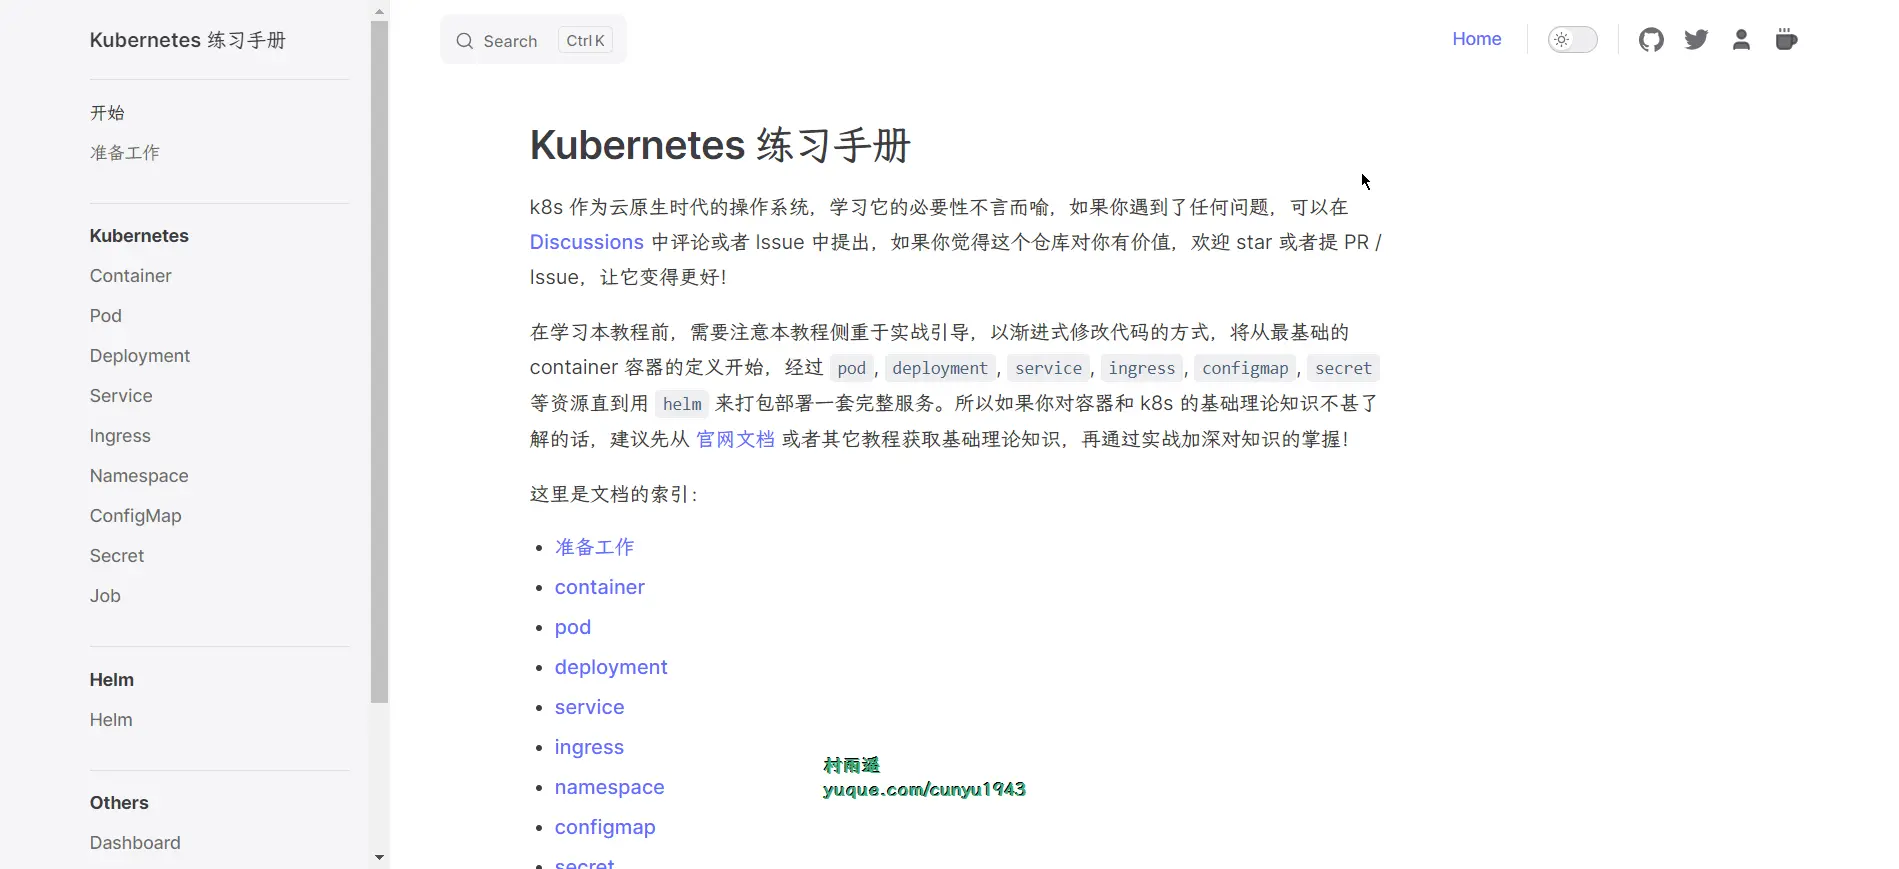 Kubernetes 练习手册
开始
准备工作
Kubernetes
Container
Pod
Deployment
Service
Ingress
Namespace
ConfigMap
Secret
Job
Helm
Helm
Others
Dashboard
Search Ctrl K
Home
Kubernetes 练习手册
k8s 作为云原生时代的操作系统，学习它的必要性不言而喻，如果你遇到了任何问题，可以在
Discussions 中评论或者 Issue 中提出，如果你觉得这个仓库对你有价值，欢迎 star 或者提 PR /
Issue，让它变得更好！
在学习本教程前，需要注意本教程侧重于实战引导，以渐进式修改代码的方式，将从最基础的
container 容器的定义开始，经过 pod, deployment, service, ingress, configmap, secret
等资源直到用 helm 来打包部署一套完整服务。所以如果你对容器和 k8s 的基础理论知识不甚了
解的话，建议先从 官网文档 或者其它教程获取基础理论知识，再通过实战加深对知识的掌握！
这里是文档的索引：
准备工作
container
pod
deployment
service
ingress
namespace
configmap
secret
村雨遥
yuque.com/cunyu1943